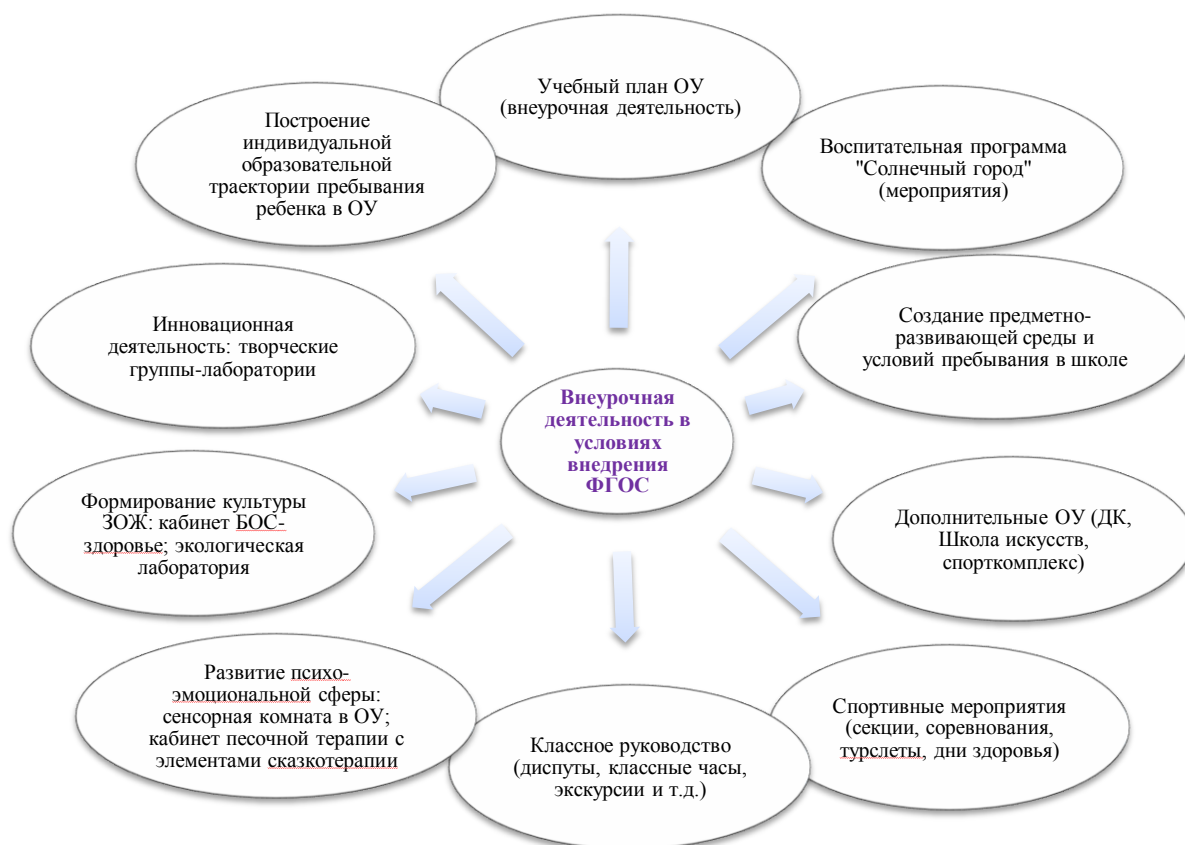 Учебный план ОУ
(внеурочная деятельность)
Построение
индивидуальной
образовательной
траектории пребывания
ребенка в ОУ
Воспитательная программа
"Солнечный город"
(мероприятия)
Инновационная
деятельность: творческие
группы-лаборатории
Создание предметно-
развивающей среды и
условий пребывания в школе
Внеурочная
деятельность в
условиях
внедрения
ФГОС
Формирование культуры
ЗОЖ: кабинет БОС-
здоровье; экологическая
лаборатория
Дополнительные ОУ (ДК,
Школа искусств,
спорткомплекс)
Развитие психо-
эмоциональной сферы:
сенсорная комната в ОУ;
кабинет песочной терапии с
элементами сказкотерапии
Классное руководство
(диспуты, классные часы,
экскурсии и т.д.)
Спортивные мероприятия
(секции, соревнования,
турслеты, дни здоровья)